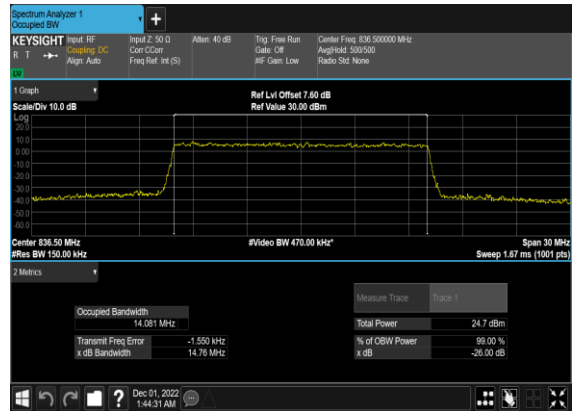 Spectrum Analyzer 1
Occupied BW
+
KEYSIGHT Input: RF Input Z: 50 Ω Atten: 40 dB Trig: Free Run Center Freq: 836.500000 MHz
R T Coupling: DC Corr CCorr Gate: Off Avg|Hold: 500/500
Align: Auto Freq Ref: Int (S) #IF Gain: Low Radio Std: None
1 Graph
Ref Lvl Offset 7.60 dB
Scale/Div 10.0 dB Ref Value 30.00 dBm
Log
20.0
10.0
0.00
-10.0
-20.0
-30.0
-40.0
-50.0
-60.0
Center 836.50 MHz #Video BW 470.00 kHz* Span 30 MHz
#Res BW 150.00 kHz Sweep 1.67 ms (1001 pts)
2 Metrics
Measure Trace Trace 1
Occupied Bandwidth
14.081 MHz Total Power 24.7 dBm
Transmit Freq Error -1.550 kHz % of OBW Power 99.00 %
x dB Bandwidth 14.76 MHz x dB -26.00 dB
? Dec 01, 2022
1:44:31 AM